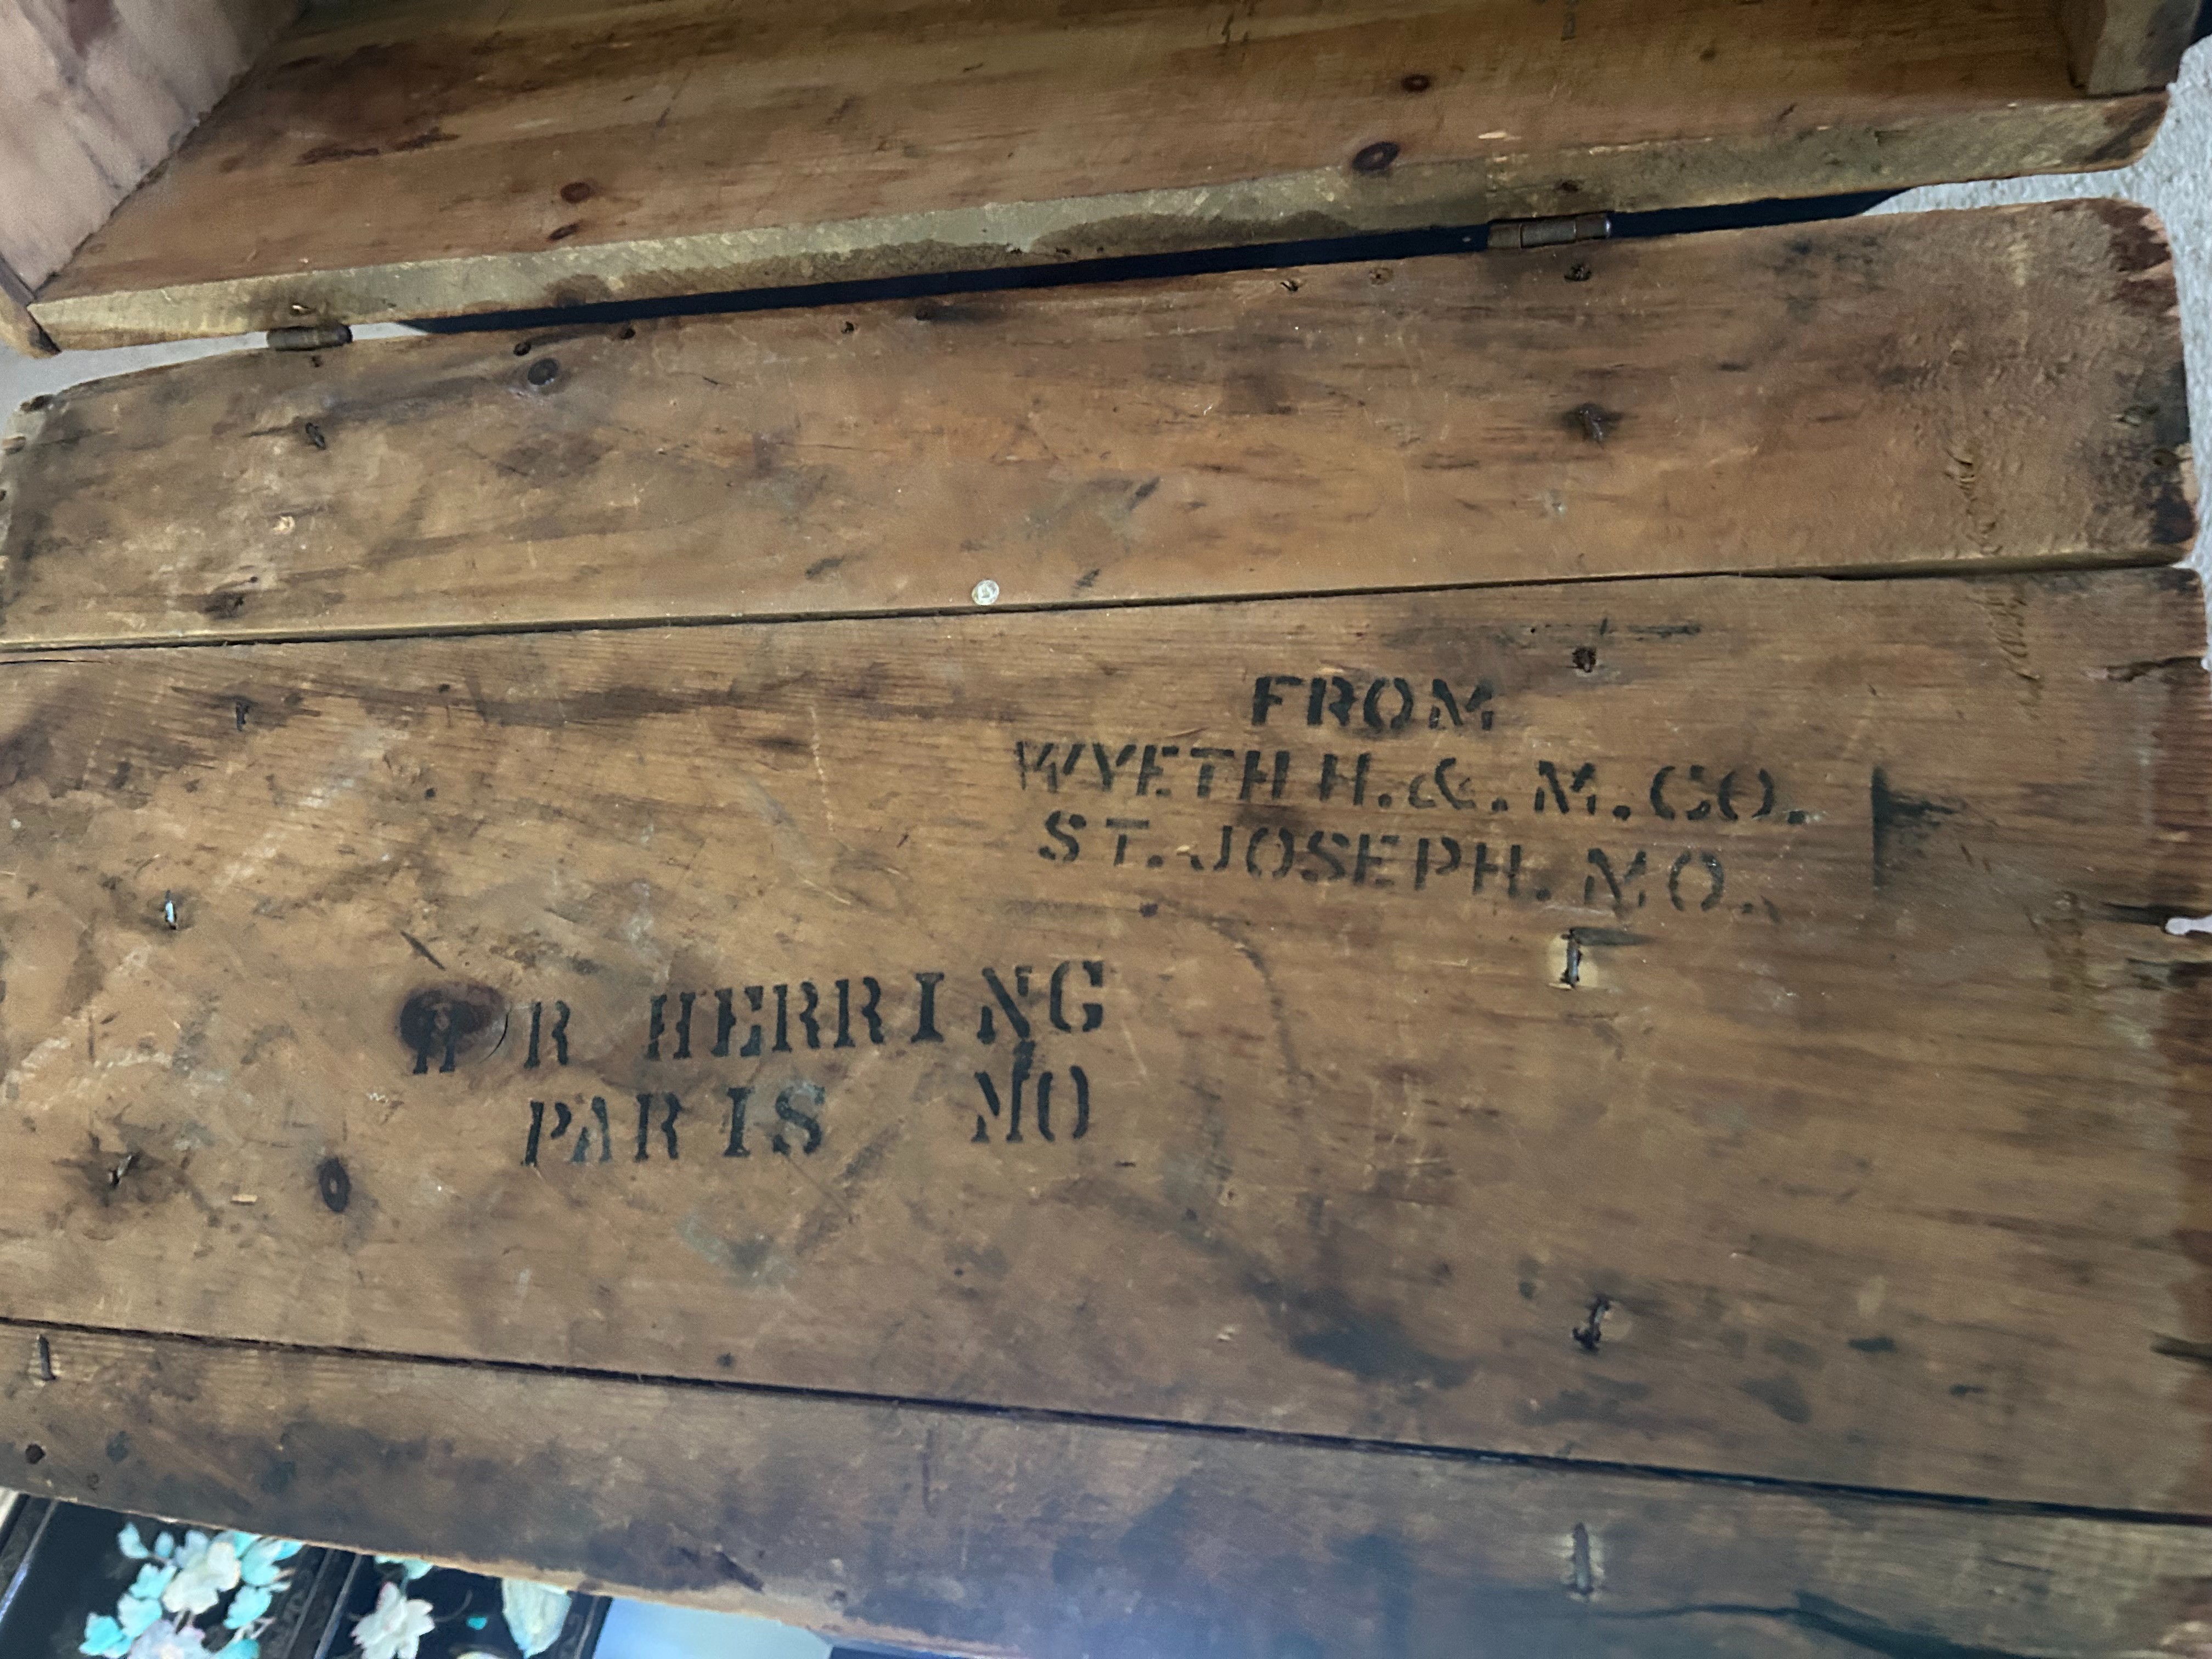 FROM
WYETH H. & M. CO.
ST. JOSEPH. MO.
H R HERRING
PARIS MO